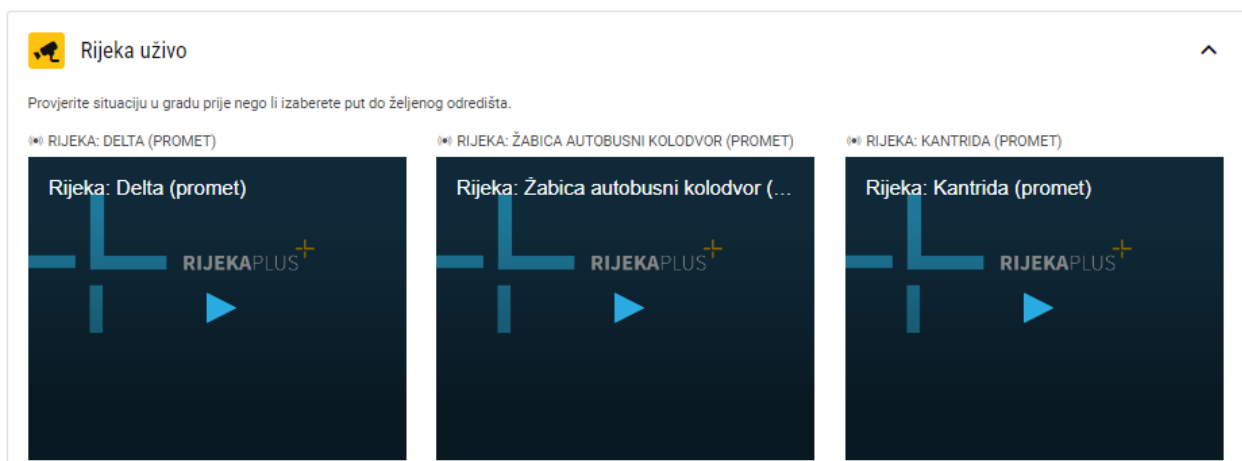 Rijeka uživo
Provjerite situaciju u gradu prije nego li izaberete put do željenog odredišta.
RIJEKA: DELTA (PROMET)
Rijeka: Delta (promet)
RIJEKAPLUS
RIJEKA: ŽABICA AUTOBUSNI KOLODVOR (PROMET)
Rijeka: Žabica autobusni kolodvor (...
RIJEKAPLUS
RIJEKA: KANTRIDA (PROMET)
Rijeka: Kantrida (promet)
RIJEKAPLUS